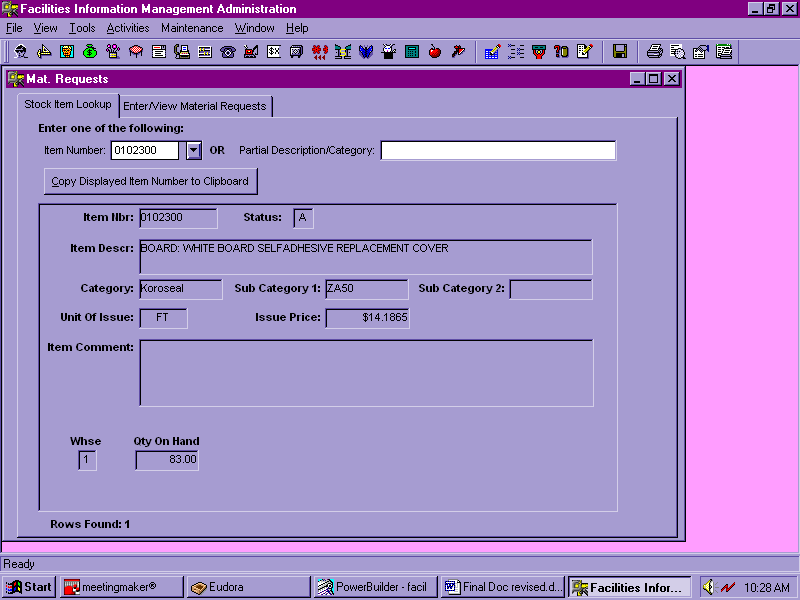 Facilities Information Management Administration
File View Tools Activities Maintenance Window Help
Mat. Requests
Stock Item Lookup Enter/View Material Requests
Enter one of the following:
Item Number: 0102300 OR Partial Description/Category:
Copy Displayed Item Number to Clipboard
Item Nbr: 0102300 Status: A
Item Descr: BOARD: WHITE BOARD SELFADHESIVE REPLACEMENT COVER
Category: Koroseal Sub Category 1: ZA50 Sub Category 2:
Unit Of Issue: FT Issue Price: $14.1865
Item Comment:
Whse Qty On Hand
1 83.00
Rows Found: 1
Ready
Start meetingmaker® Eudora PowerBuilder - facil Final Doc revised.d... Facilities Infor... 10:28 AM